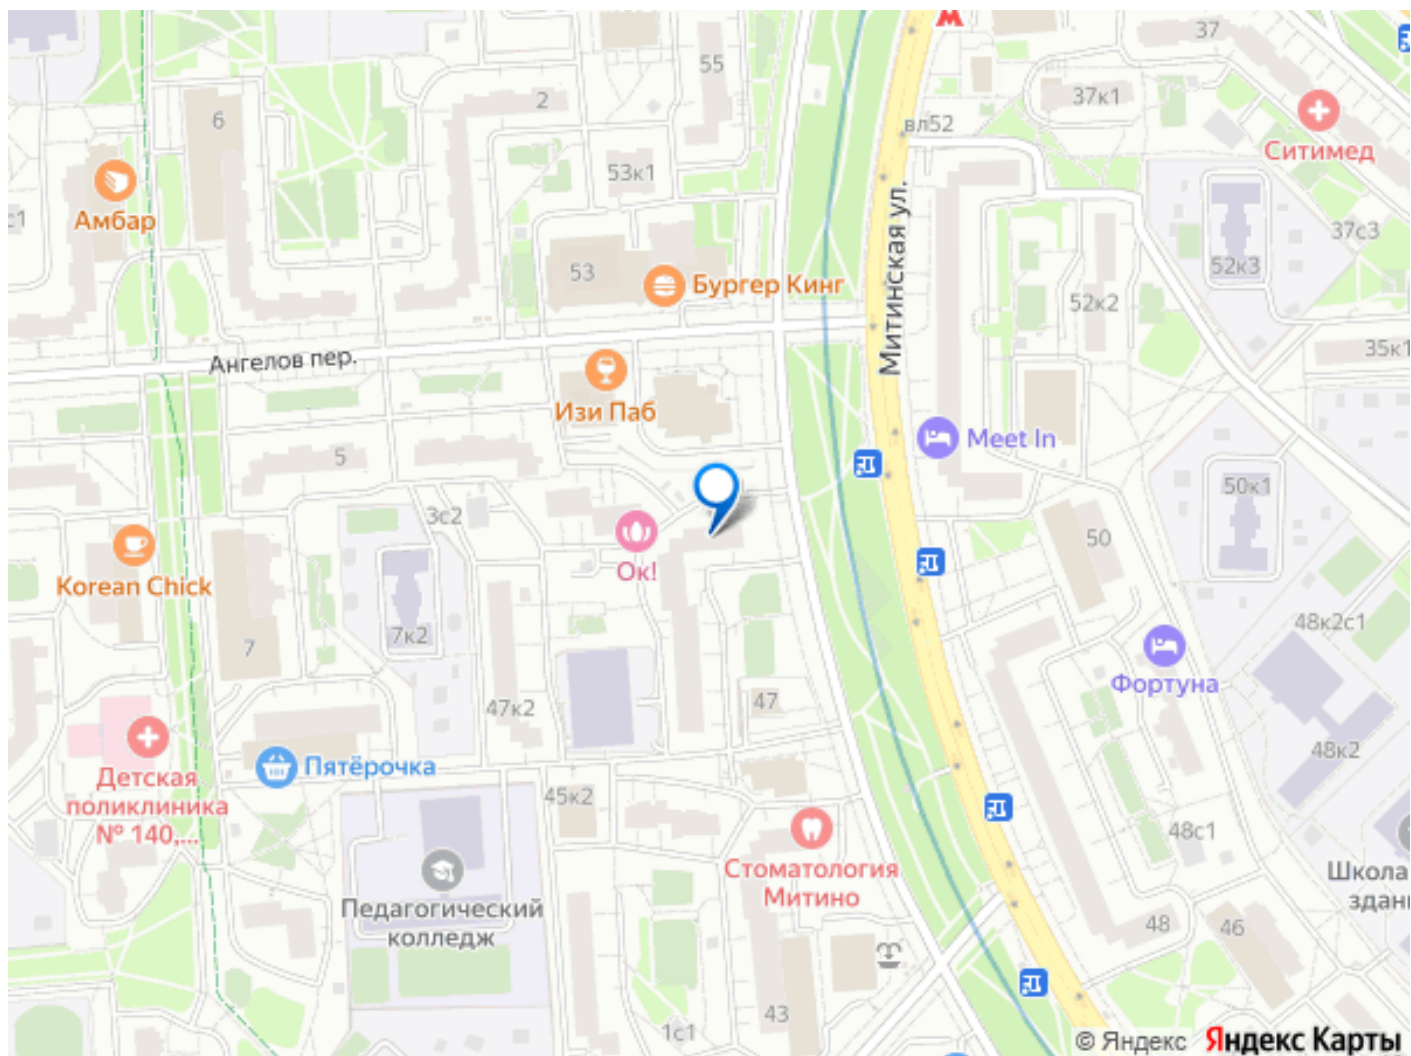 55
37
6
2
37к1
вл52
Ситимед
53к1
Амбар
с1
Митинская ул.
37с3
53
52к3
Бургер Кинг
52к2
Ангелов пер.
35к1
Изи Паб
5
Meet In
50к1
3с2
50
Ок!
Korean Chick
7к2
7
48к2с1
Фортуна
47
47к2
48к2
Пятёрочка
Детская
поликлиника
№ 140,...
45к2
48с1
Стоматология
Митино
Школа
здан
Педагогический
колледж
48
46
43
1с1
© Яндекс Яндекс Карты